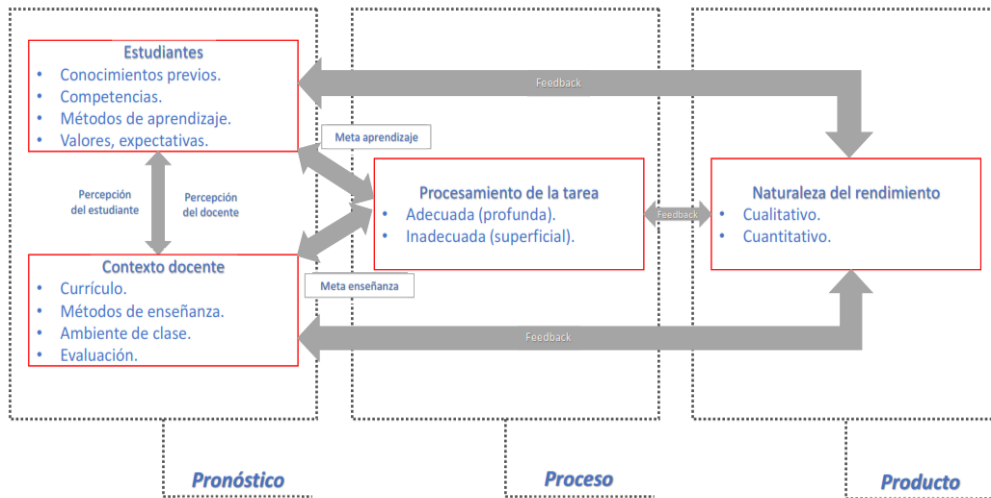 Estudiantes
• Conocimientos previos.
• Competencias.
• Métodos de aprendizaje.
• Valores, expectativas.
Feedback
Meta aprendizaje
Percepción
del estudiante
Percepción
del docente
Procesamiento de la tarea
• Adecuada (profunda).
• Inadecuada (superficial).
Feedback
Naturaleza del rendimiento
• Cualitativo.
• Cuantitativo.
Contexto docente
• Currículo.
• Métodos de enseñanza.
• Ambiente de clase.
• Evaluación.
Meta enseñanza
Feedback
Pronóstico
Proceso
Producto